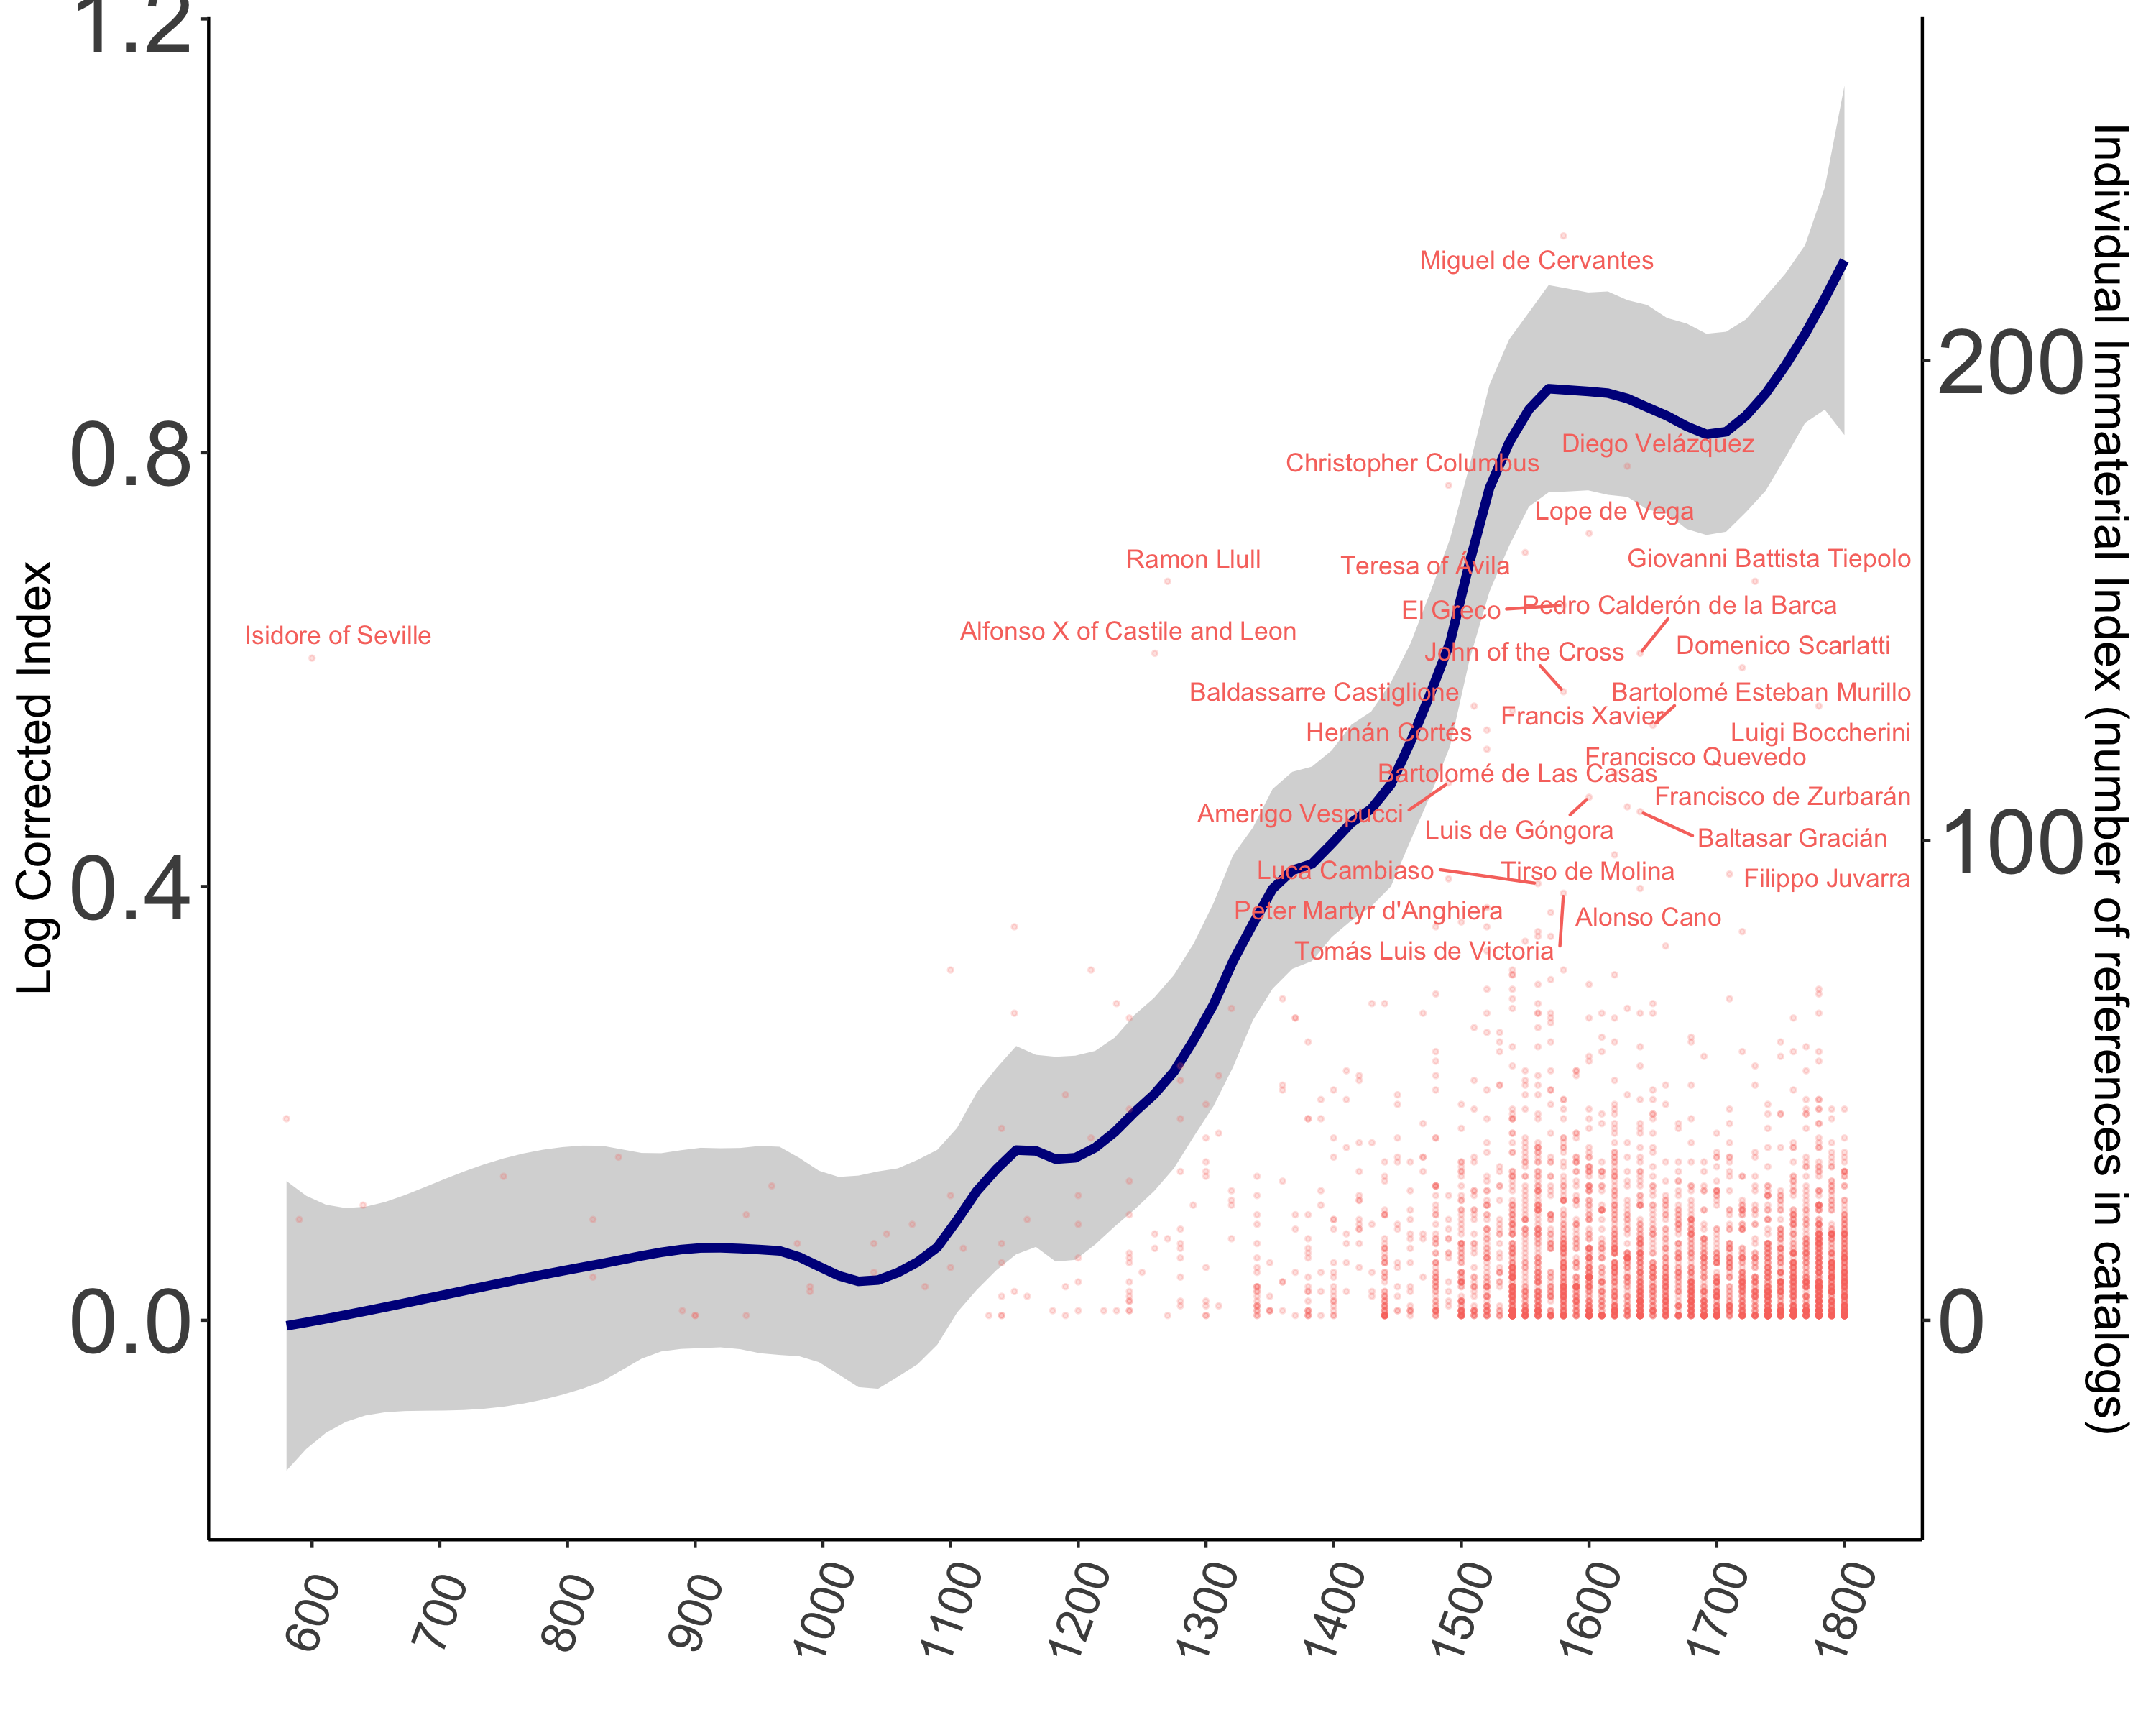 1.2
0.8
0.4
0.0
Log Corrected Index
200
100
0
Individual Immaterial Index (number of references in catalogs)
Miguel de Cervantes
Diego Velázquez
Christopher Columbus
Lope de Vega
Ramon Llull
Teresa of Ávila
Giovanni Battista Tiepolo
El Greco
Pedro Calderón de la Barca
Isidore of Seville
Alfonso X of Castile and Leon
John of the Cross
Domenico Scarlatti
Baldassarre Castiglione
Bartolomé Esteban Murillo
Francis Xavier
Hernán Cortés
Luigi Boccherini
Francisco Quevedo
Bartolomé de Las Casas
Francisco de Zurbarán
Amerigo Vespucci
Luis de Góngora
Baltasar Gracián
Luca Cambiaso
Tirso de Molina
Filippo Juvarra
Peter Martyr d'Anghiera
Alonso Cano
Tomás Luis de Victoria
600
700
800
900
1000
1100
1200
1300
1400
1500
1600
1700
1800